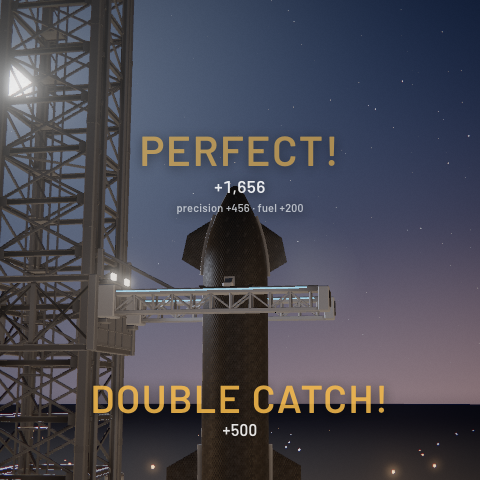 PERFECT!
+1,656
precision +456 · fuel +200
DOUBLE CATCH!
+500